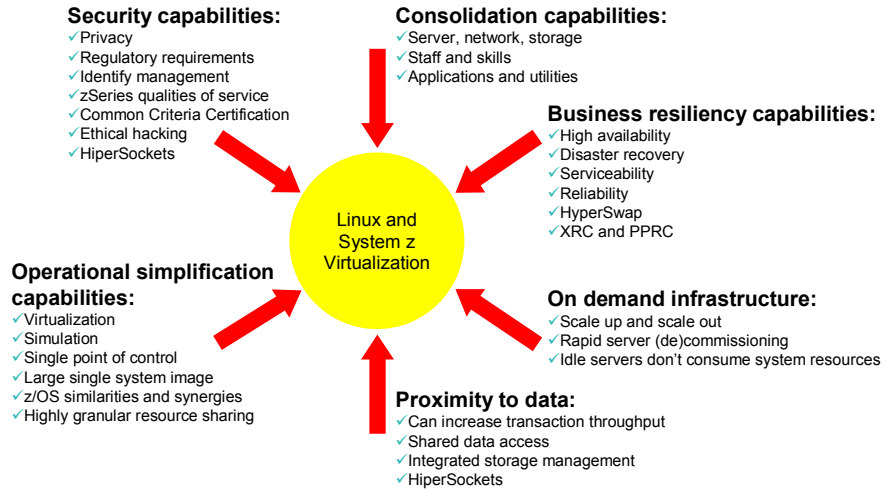 Security capabilities:
✓Privacy
✓Regulatory requirements
✓Identify management
✓zSeries qualities of service
✓Common Criteria Certification
✓Ethical hacking
✓HiperSockets
Consolidation capabilities:
✓Server, network, storage
✓Staff and skills
✓Applications and utilities
Business resiliency capabilities:
✓High availability
✓Disaster recovery
✓Serviceability
✓Reliability
✓HyperSwap
✓XRC and PPRC
Linux and
System z
Virtualization
Operational simplification
capabilities:
✓Virtualization
✓Simulation
✓Single point of control
✓Large single system image
✓z/OS similarities and synergies
✓Highly granular resource sharing
On demand infrastructure:
✓Scale up and scale out
✓Rapid server (de)commissioning
✓Idle servers don’t consume system resources
Proximity to data:
✓Can increase transaction throughput
✓Shared data access
✓Integrated storage management
✓HiperSockets